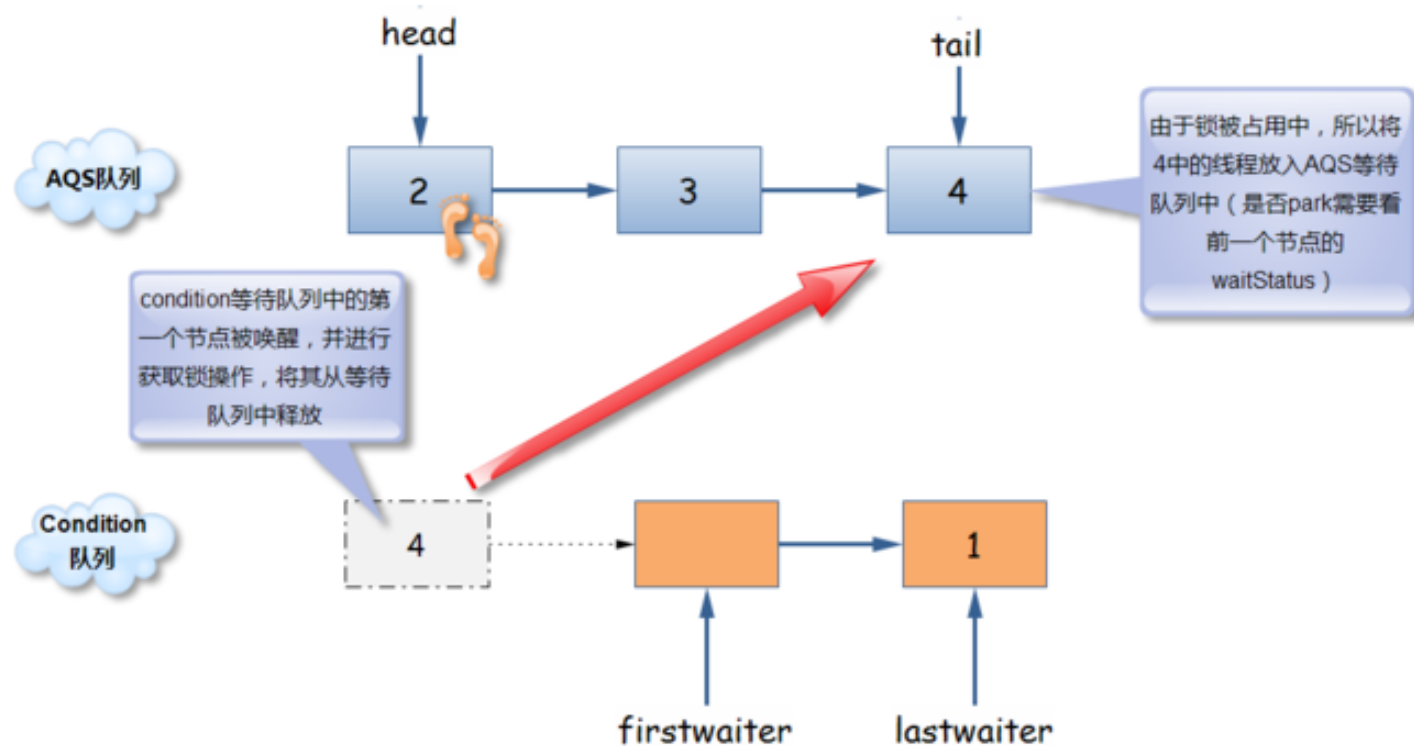 head
tail
AQS队列
2
3
4
由于锁被占用中，所以将
4中的线程放入AQS等待
队列中（是否park需要看
前一个节点的
waitStatus）
condition等待队列中的第
一个节点被唤醒，并进行
获取锁操作，将其从等待
队列中释放
Condition
队列
4
1
firstwaiter
lastwaiter